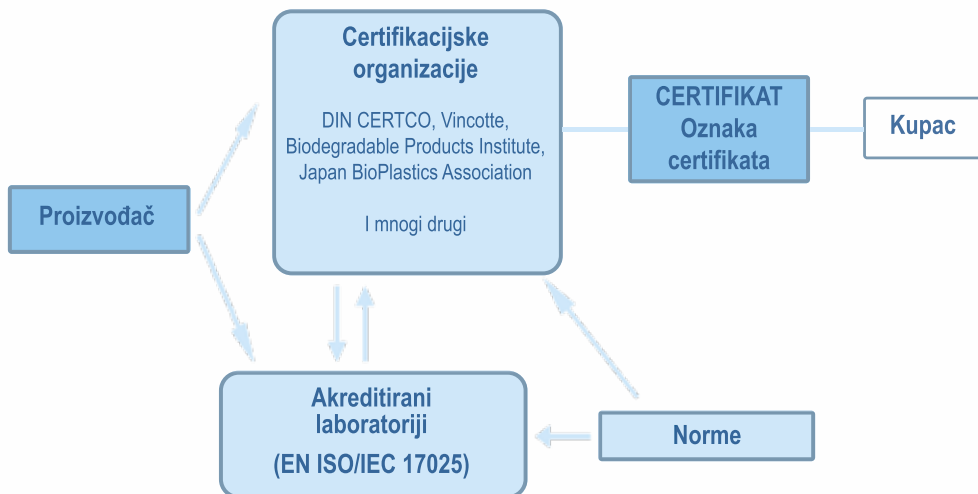 Certifikacijske
organizacije
DIN CERTCO, Vincotte,
Biodegradable Products Institute,
Japan BioPlastics Association
I mnogi drugi
CERTIFIKAT
Oznaka
certifikata
Kupac
Proizvođač
Akreditirani
laboratoriji
(EN ISO/IEC 17025)
Norme